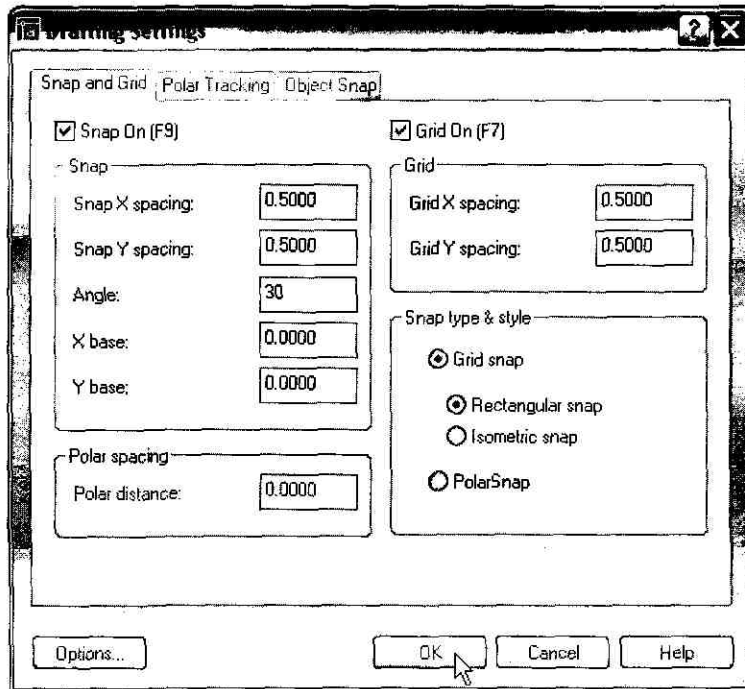 Drafting Settings
Snap and Grid Polar Tracking Object Snap
Snap On (F9)
Snap
Snap X spacing: 0.5000
Snap Y spacing: 0.5000
Angle: 30
X base: 0.0000
Y base: 0.0000
Polar spacing
Polar distance: 0.0000
Grid On (F7)
Grid
Grid X spacing: 0.5000
Grid Y spacing: 0.5000
Snap type & style
Grid snap
Rectangular snap
Isometric snap
PolarSnap
Options... OK Cancel Help